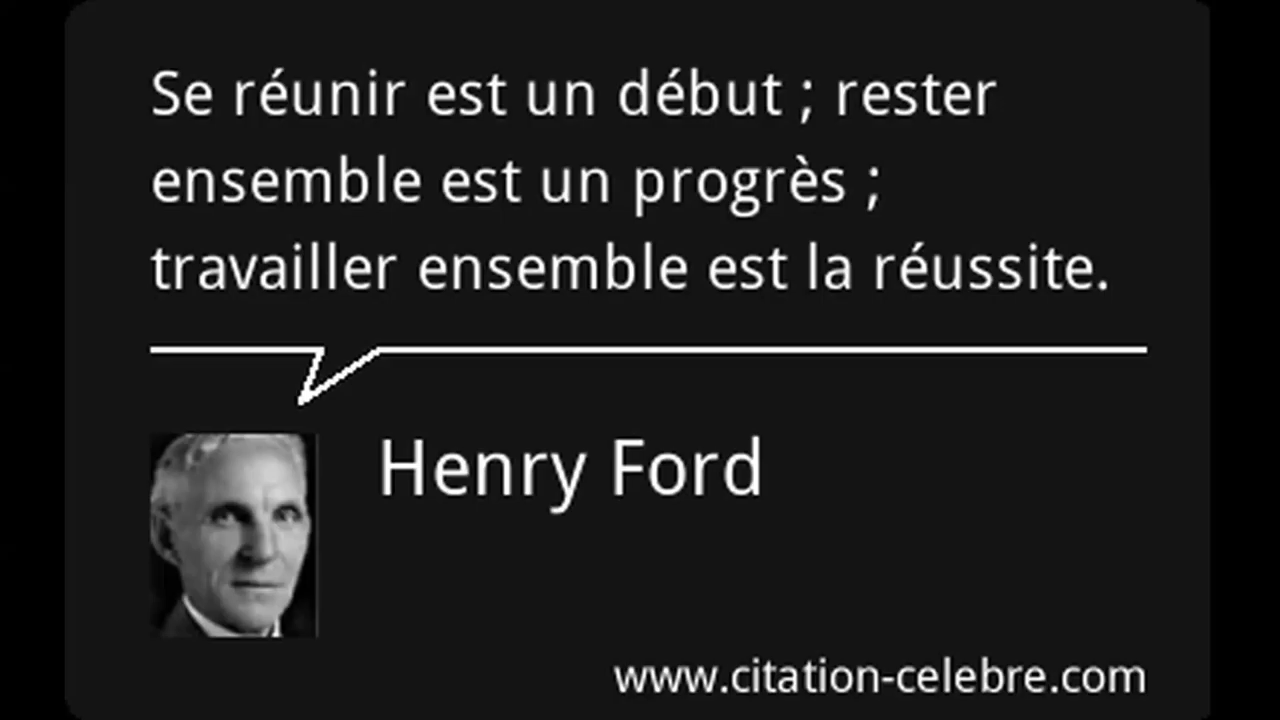 Se réunir est un début ; rester
ensemble est un progrès ;
travailler ensemble est la réussite.
Henry Ford
www.citation-celebre.com